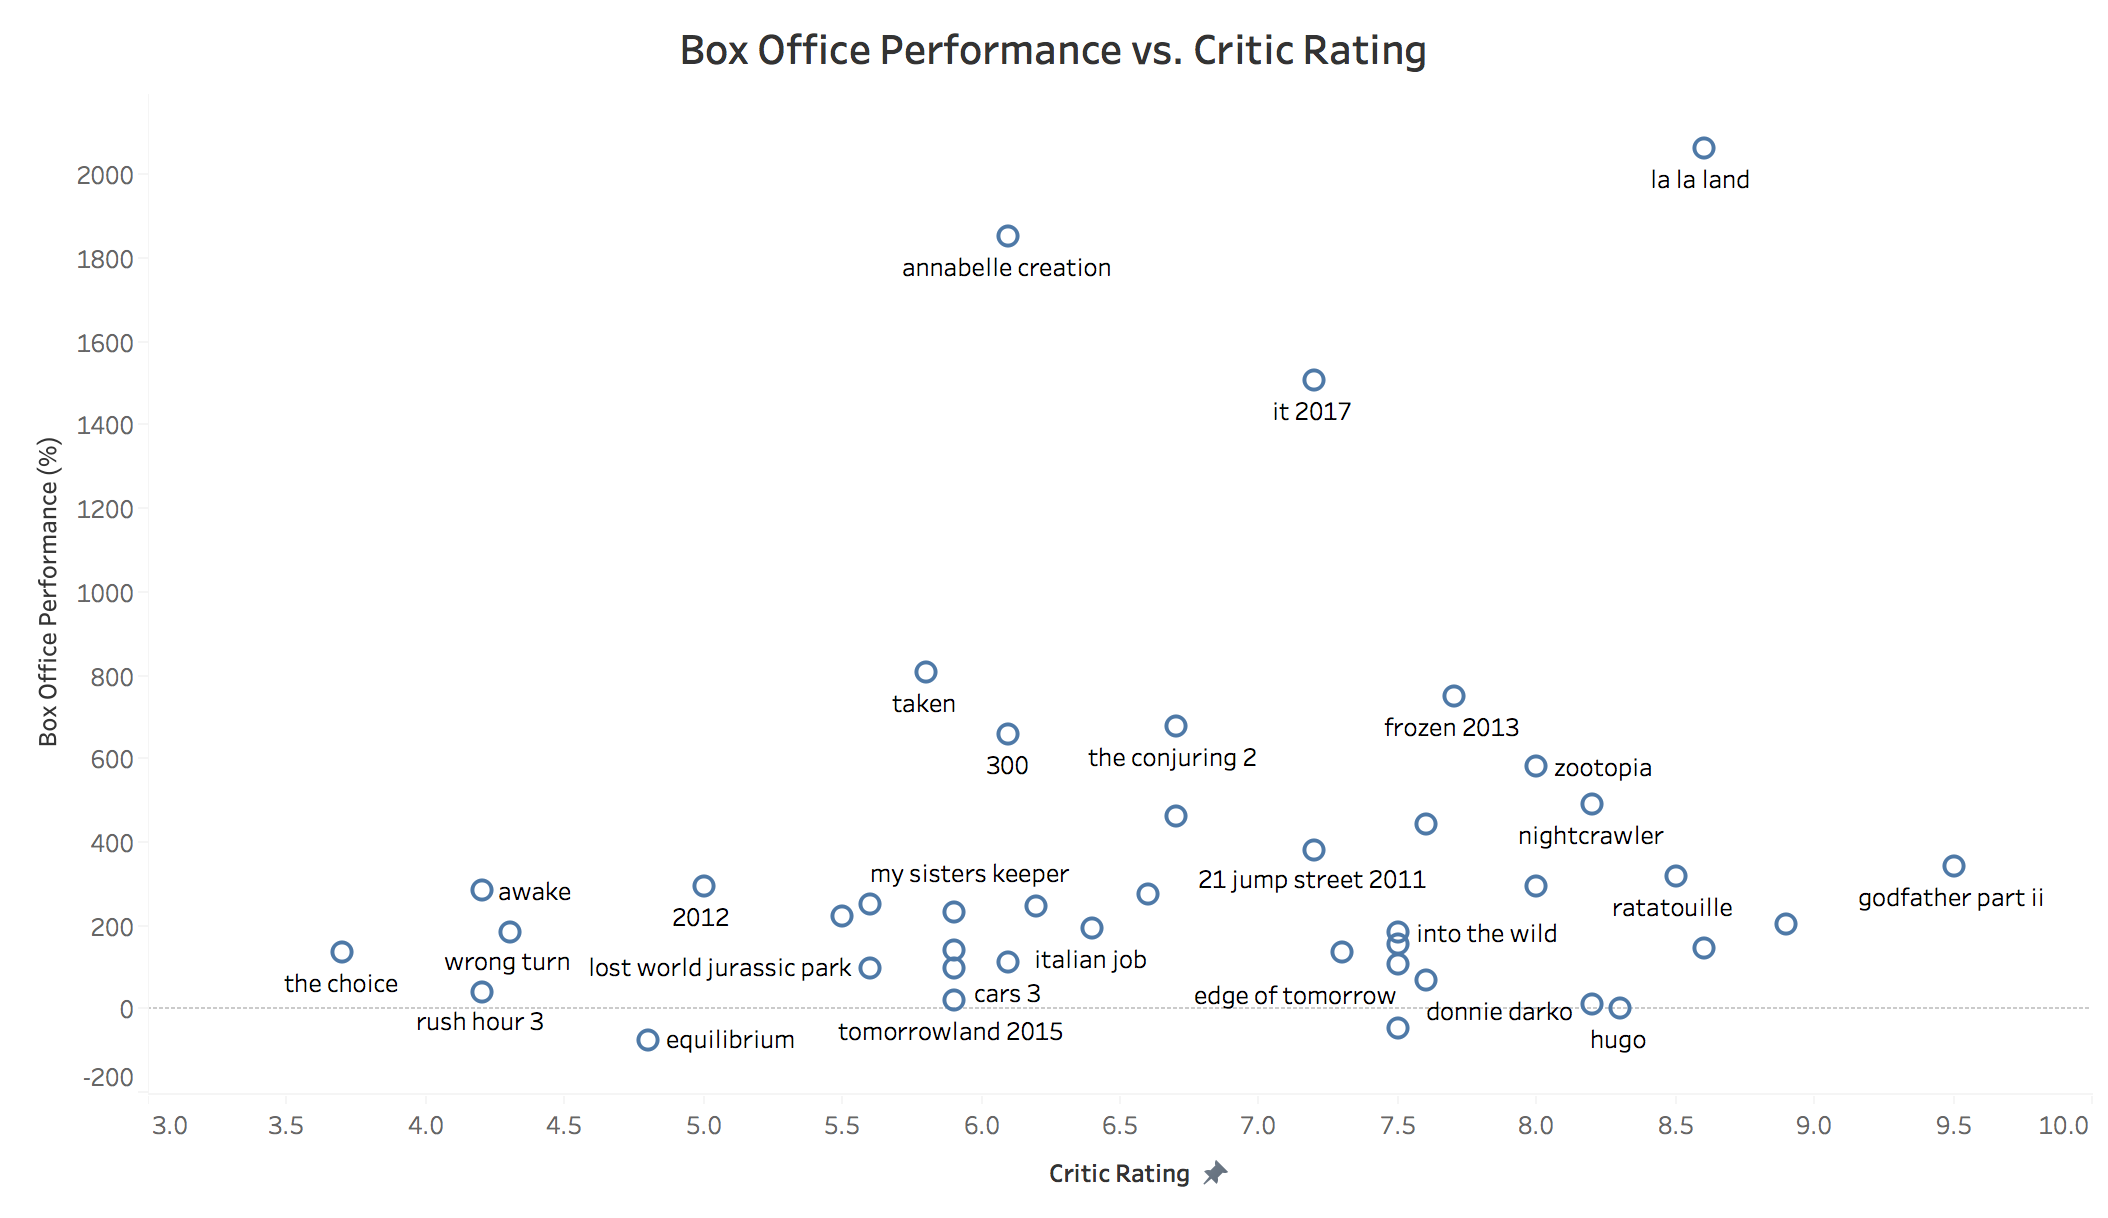 Box Office Performance vs. Critic Rating
la la land
annabelle creation
it 2017
taken
frozen 2013
300
the conjuring 2
zootopia
nightcrawler
my sisters keeper
21 jump street 2011
awake
2012
ratatouille
godfather part ii
into the wild
wrong turn
lost world jurassic park
italian job
the choice
cars 3
edge of tomorrow
donnie darko
rush hour 3
tomorrowland 2015
equilibrium
hugo
Box Office Performance (%)
2000
1800
1600
1400
1200
1000
800
600
400
200
0
-200
3.0 3.5 4.0 4.5 5.0 5.5 6.0 6.5 7.0 7.5 8.0 8.5 9.0 9.5 10.0
Critic Rating